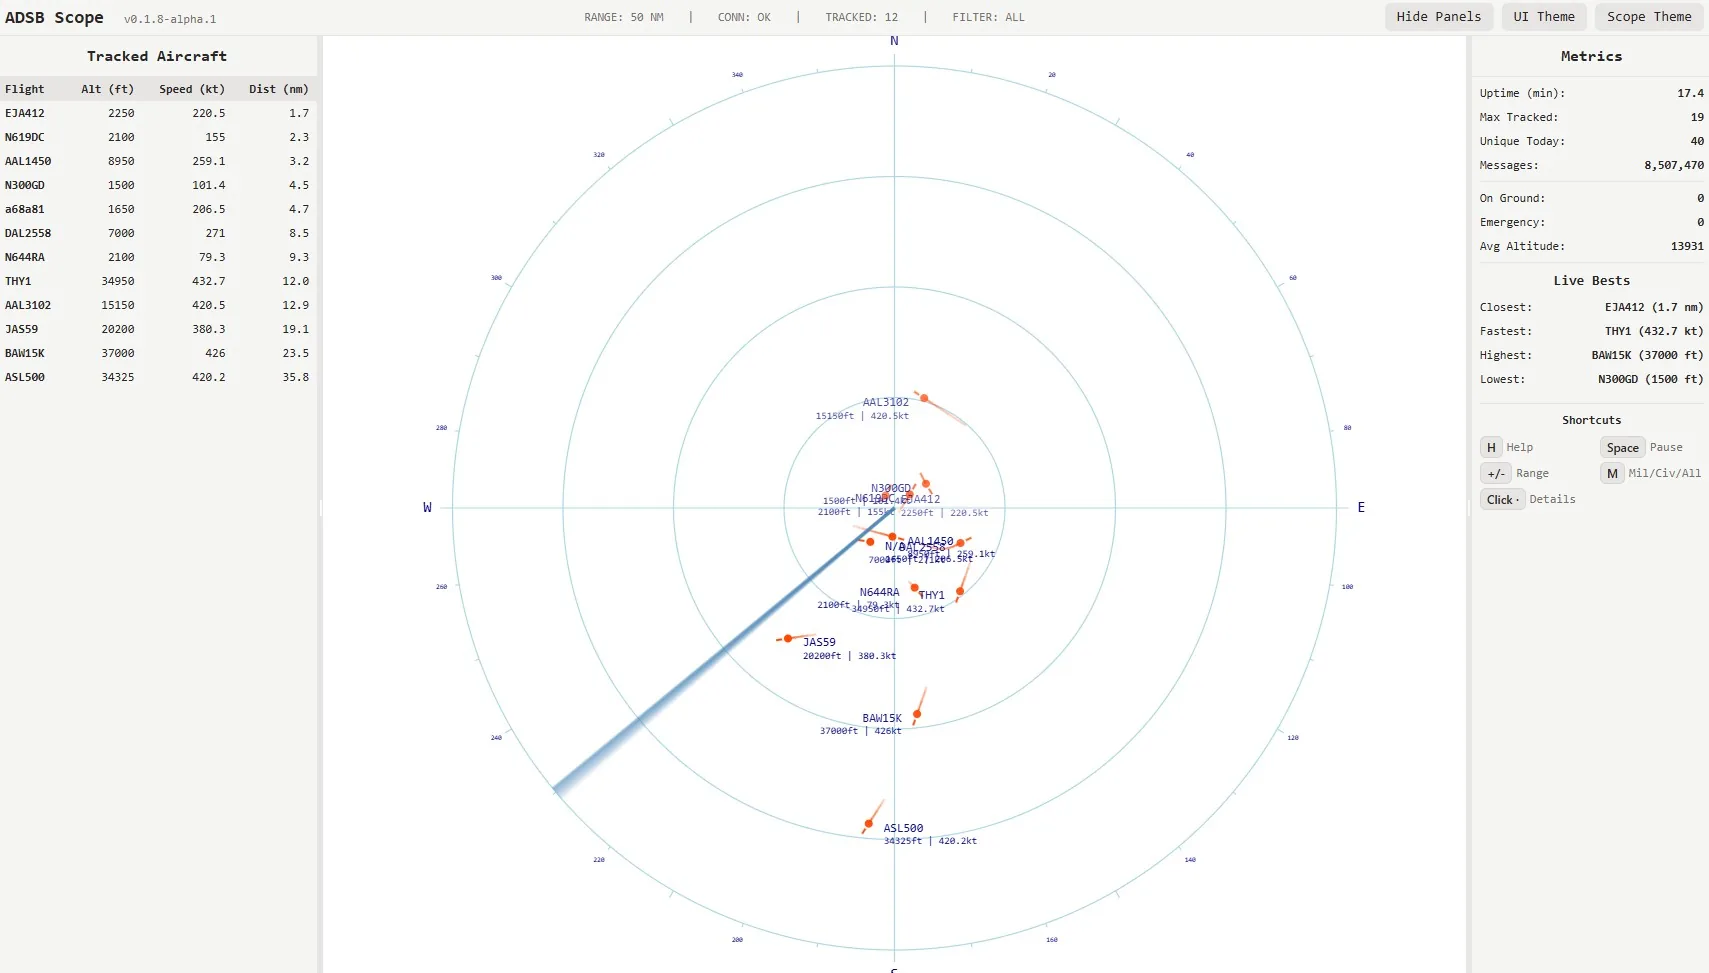 ADSB Scope v0.1.8-alpha.1
RANGE: 50 NM | CONN: OK | TRACKED: 12 | FILTER: ALL
Hide Panels UI Theme Scope Theme
Tracked Aircraft
Flight Alt (ft) Speed (kt) Dist (nm)
EJA412 2250 220.5 1.7
N619DC 2100 155 2.3
AAL1450 8950 259.1 3.2
N300GD 1500 101.4 4.5
a68a81 1650 206.5 4.7
DAL2558 7000 271 8.5
N644RA 2100 79.3 9.3
THY1 34950 432.7 12.0
AAL3102 15150 420.5 12.9
JAS59 20200 380.3 19.1
BAW15K 37000 426 23.5
ASL500 34325 420.2 35.8
N
340 20
320 40
300 60
280 80
W E
260 100
240 120
220 140
200 160
AAL3102
15150ft | 420.5kt
N300GD
1500ft | 101.4kt
N619DC
2100ft | 155kt
EJA412
2250ft | 220.5kt
AAL1450
8950ft | 259.1kt
N/A
1650ft | 206.5kt
DAL2558
7000ft | 271kt
N644RA
2100ft | 79.3kt
THY1
34950ft | 432.7kt
JAS59
20200ft | 380.3kt
BAW15K
37000ft | 426kt
ASL500
34325ft | 420.2kt
Metrics
Uptime (min): 17.4
Max Tracked: 19
Unique Today: 40
Messages: 8,507,470
On Ground: 0
Emergency: 0
Avg Altitude: 13931
Live Bests
Closest: EJA412 (1.7 nm)
Fastest: THY1 (432.7 kt)
Highest: BAW15K (37000 ft)
Lowest: N300GD (1500 ft)
Shortcuts
H Help Space Pause
+/- Range M Mil/Civ/All
Click · Details